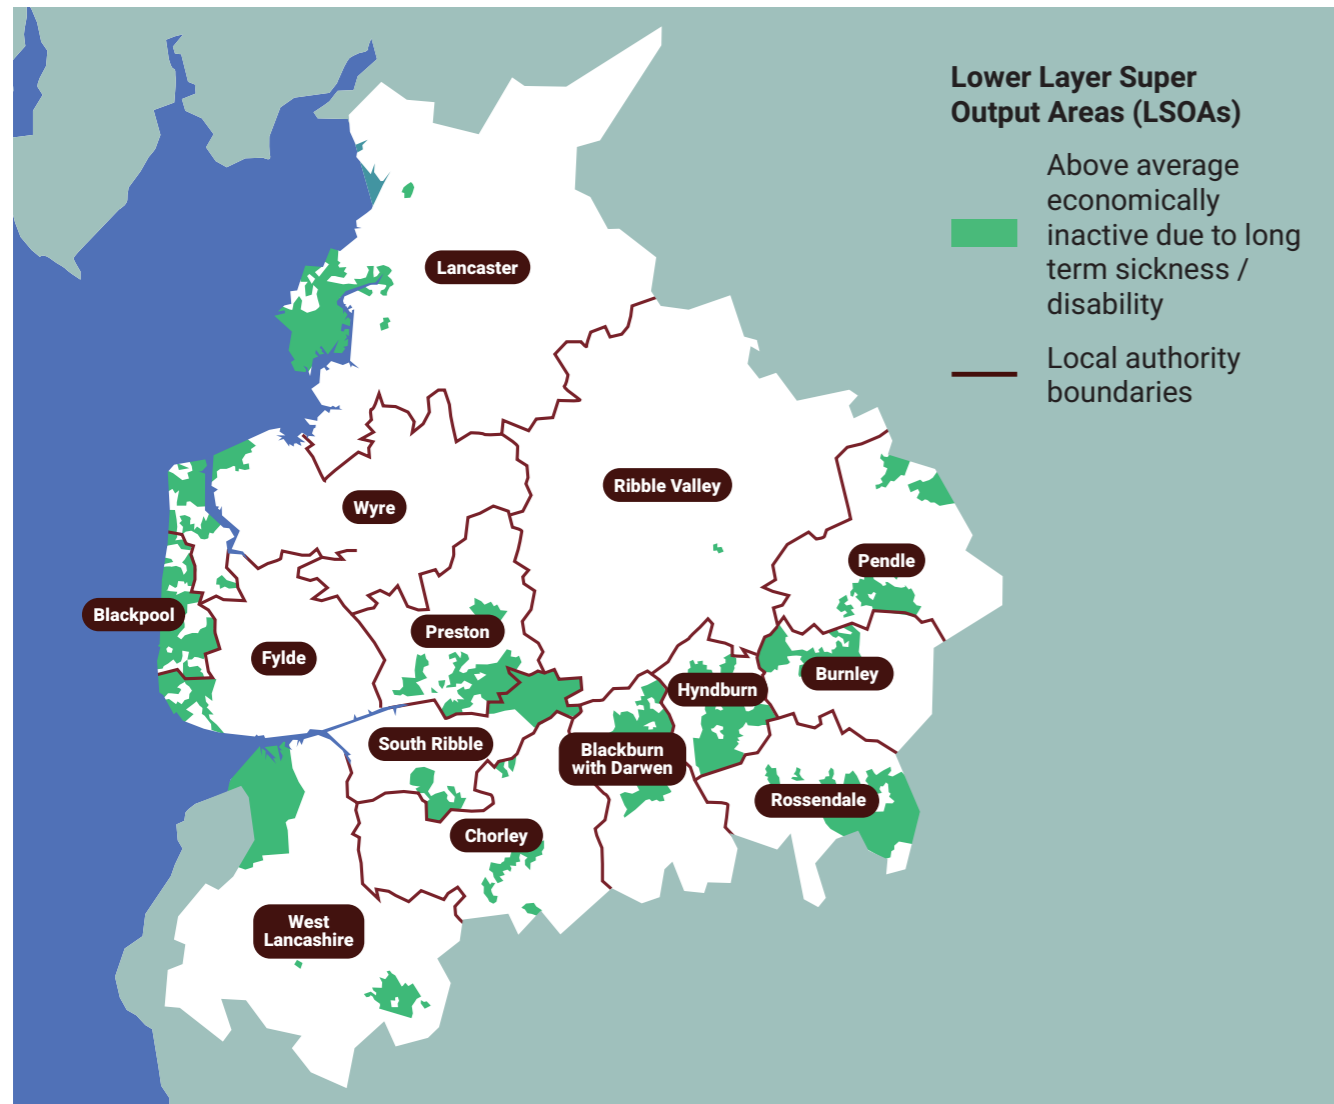 Lower Layer Super
Output Areas (LSOAs)
Above average
economically
inactive due to long
term sickness /
disability
Local authority
boundaries
Lancaster
Ribble Valley
Wyre
Pendle
Blackpool
Preston
Fylde
Burnley
Hyndburn
South Ribble
Blackburn
with Darwen
Rossendale
Chorley
West
Lancashire